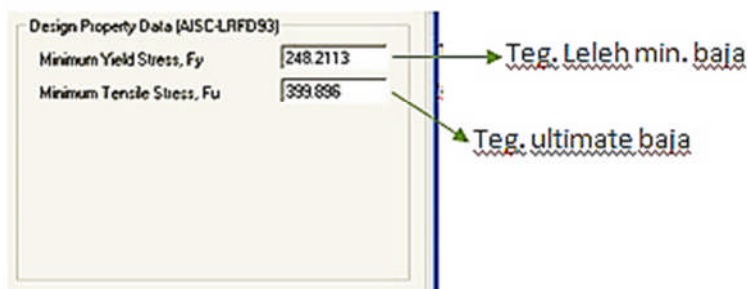 Design Property Data (AISC-LRFD93)
Minimum Yield Stress, Fy 248.2113 Teg. Leleh min. baja
Minimum Tensile Stress, Fu 399.896
Teg. ultimate baja